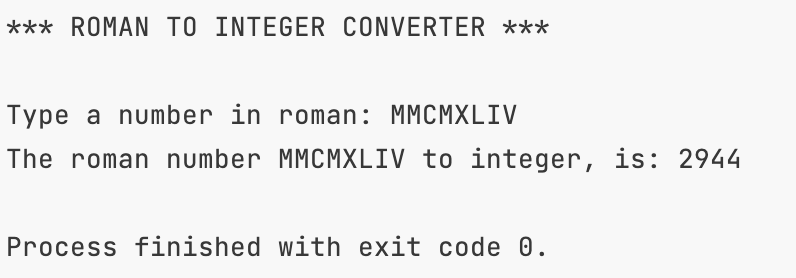 *** ROMAN TO INTEGER CONVERTER ***
Type a number in roman: MMCMXLIV
The roman number MMCMXLIV to integer, is: 2944
Process finished with exit code 0.